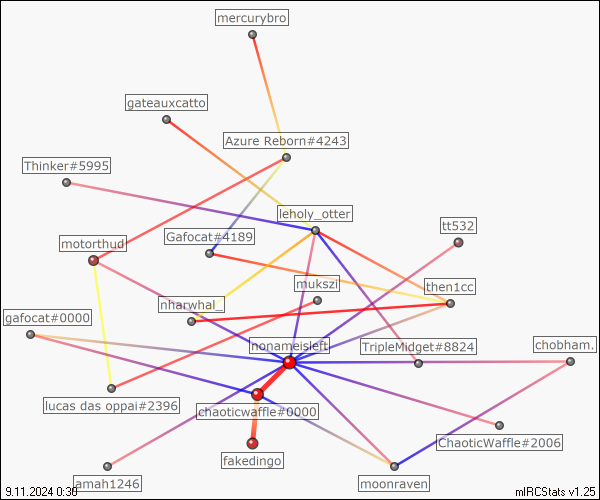 mercurybro
gateauxcatto
Azure Reborn#4243
Thinker#5995
leholy_otter
tt532
Gafocat#4189
motorthud
mukszi
then1cc
nharwhal_
gafocat#0000
nonameisleft
TripleMidget#8824
chobham.
lucas das oppai#2396
chaoticwaffle#0000
ChaoticWaffle#2006
fakedingo
amah1246
moonraven
9.11.2024 0:30
mIRCStats v1.25